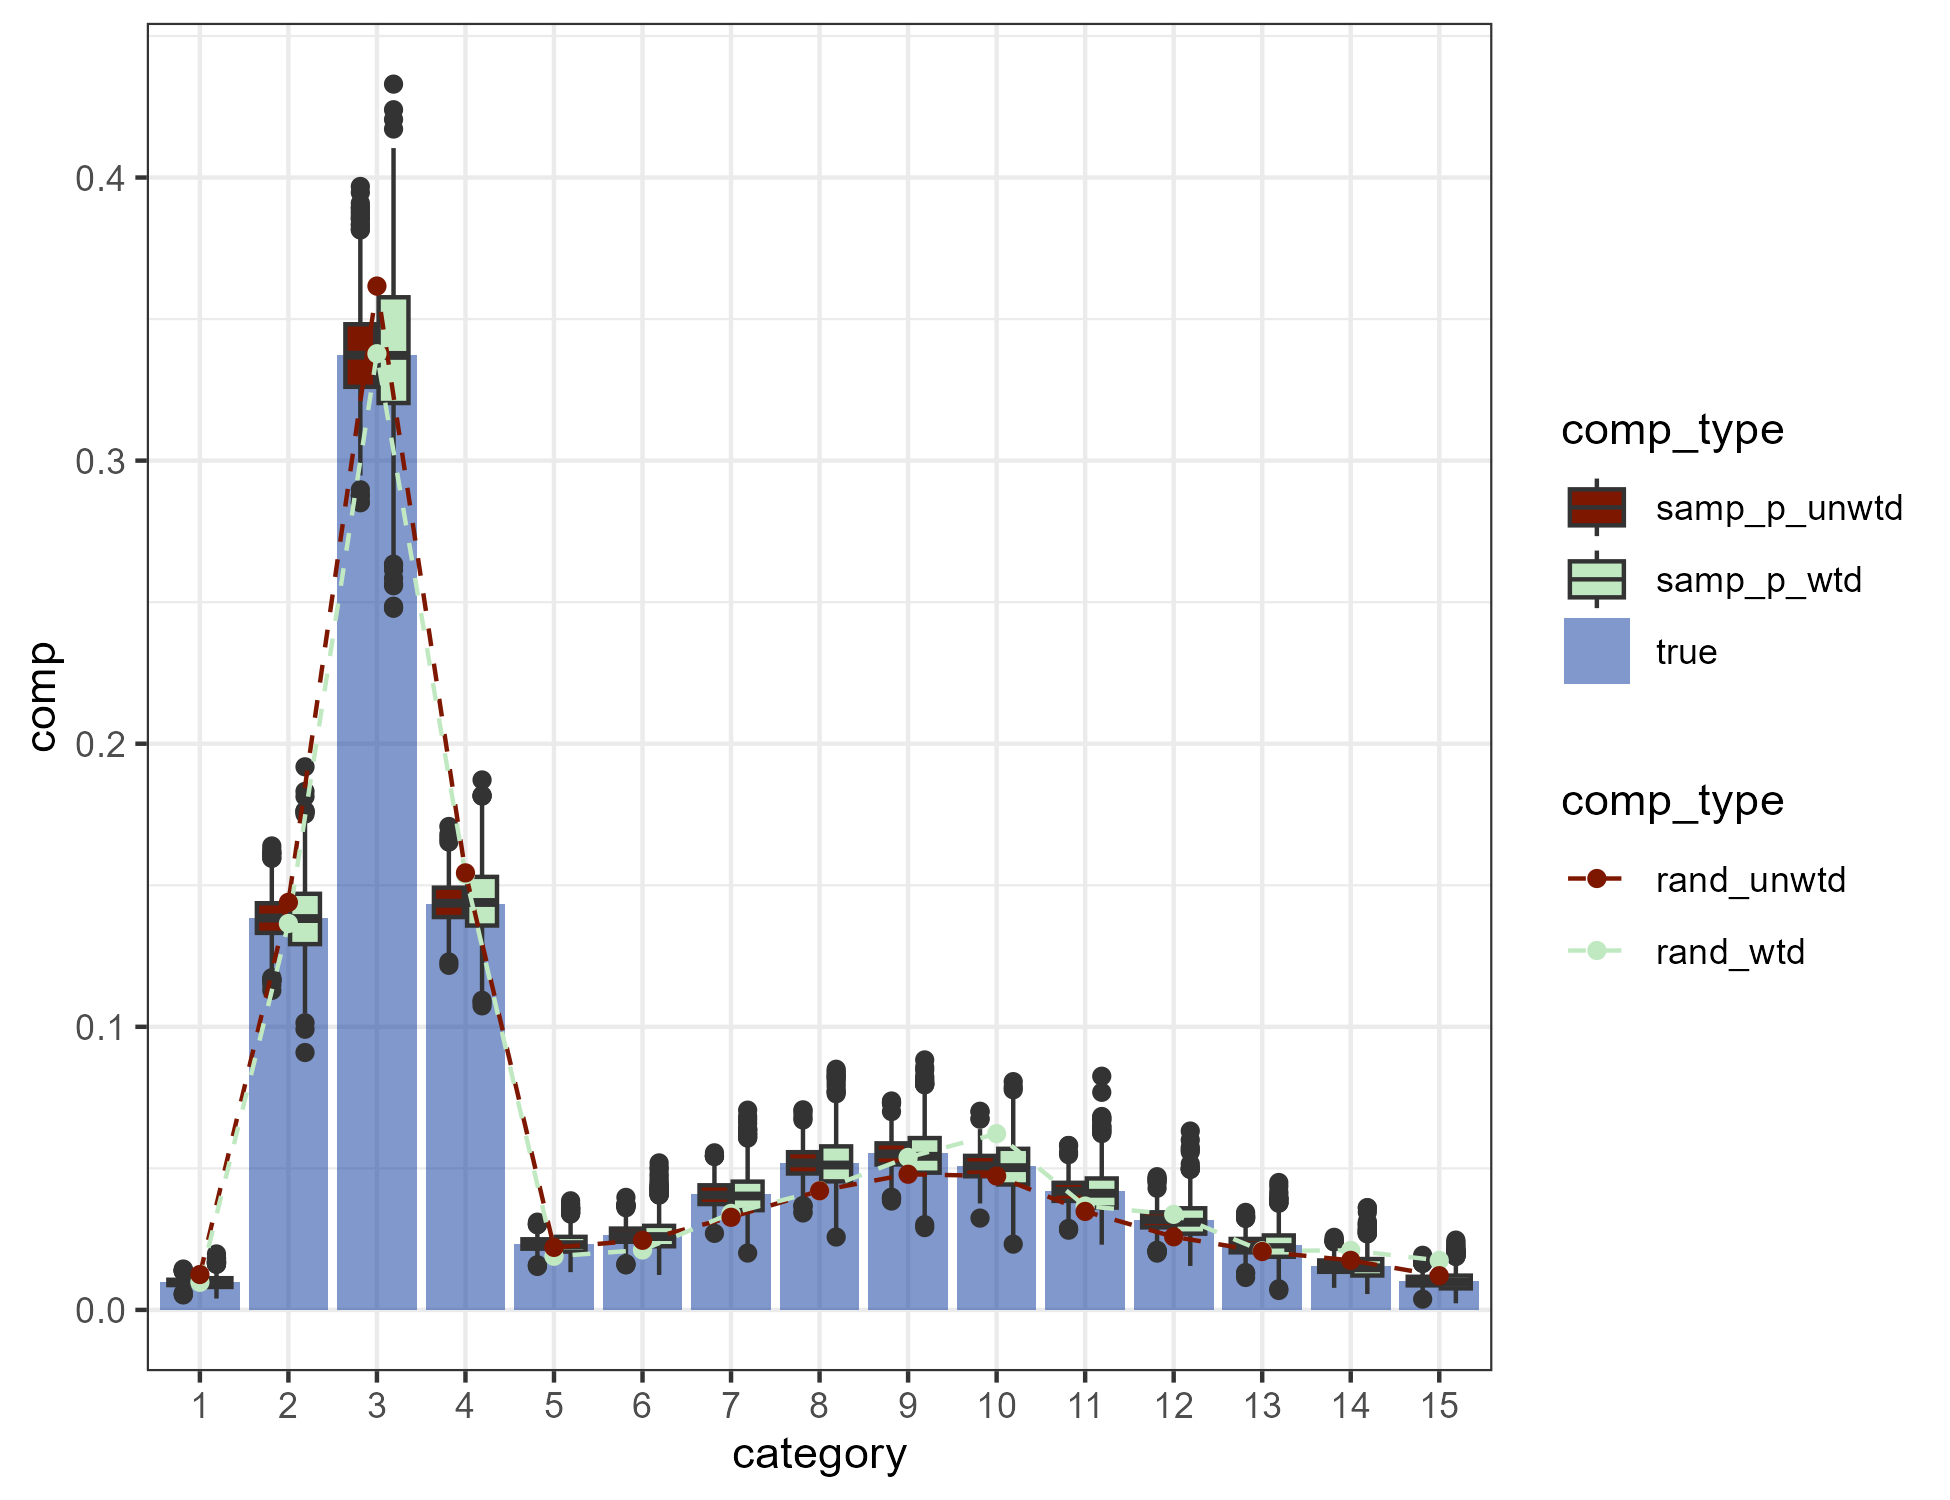 0.4
0.3
0.2
0.1
0.0
comp
1 2 3 4 5 6 7 8 9 10 11 12 13 14 15
category
comp_type
samp_p_unwtd
samp_p_wtd
true
comp_type
rand_unwtd
rand_wtd